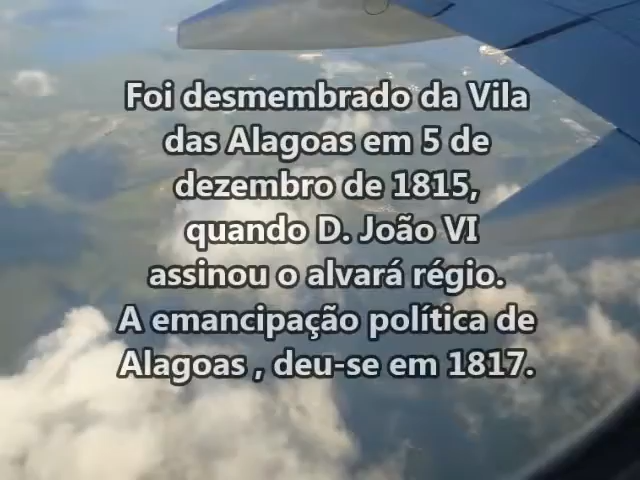 Foi desmembrado da Vila
das Alagoas em 5 de
dezembro de 1815,
quando D. João VI
assinou o alvará régio.
A emancipação política de
Alagoas , deu-se em 1817.